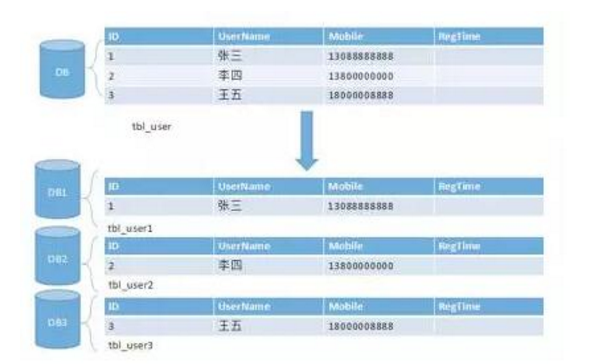 ID UserName Mobile RegTime
1 张三 13088888888
DB
2 李四 13800000000
3 王五 18000008888
tbl_user
ID UserName Mobile RegTime
DB1
1 张三 13088888888
tbl_user1
ID UserName Mobile RegTime
DB2
2 李四 13800000000
tbl_user2
ID UserName Mobile RegTime
DB3
3 王五 18000008888
tbl_user3